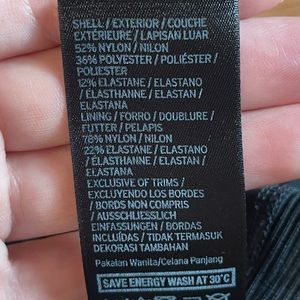 SHELL / EXTERIOR / COUCHE
EXTÉRIEURE / LAPISAN LUAR
52% NYLON / NILON
36% POLYESTER / POLIÉSTER /
POLIESTER
12% ELASTANE / ELASTANO
/ ÉLASTHANNE / ELASTAN /
ELASTANA
LINING / FORRO / DOUBLURE /
FUTTER / PELAPIS
78% NYLON / NILON
22% ELASTANE / ELASTANO
/ ÉLASTHANNE / ELASTAN /
ELASTANA
EXCLUSIVE OF TRIMS /
EXCLUYENDO LOS BORDES
/ BORDS NON COMPRIS
/ AUSSCHLIESSLICH
EINFASSUNGEN / BORDAS
INCLUÍDAS / TIDAK TERMASUK
DEKORASI TAMBAHAN
Pakaian Wanita/Celana Panjang
SAVE ENERGY WASH AT 30°C